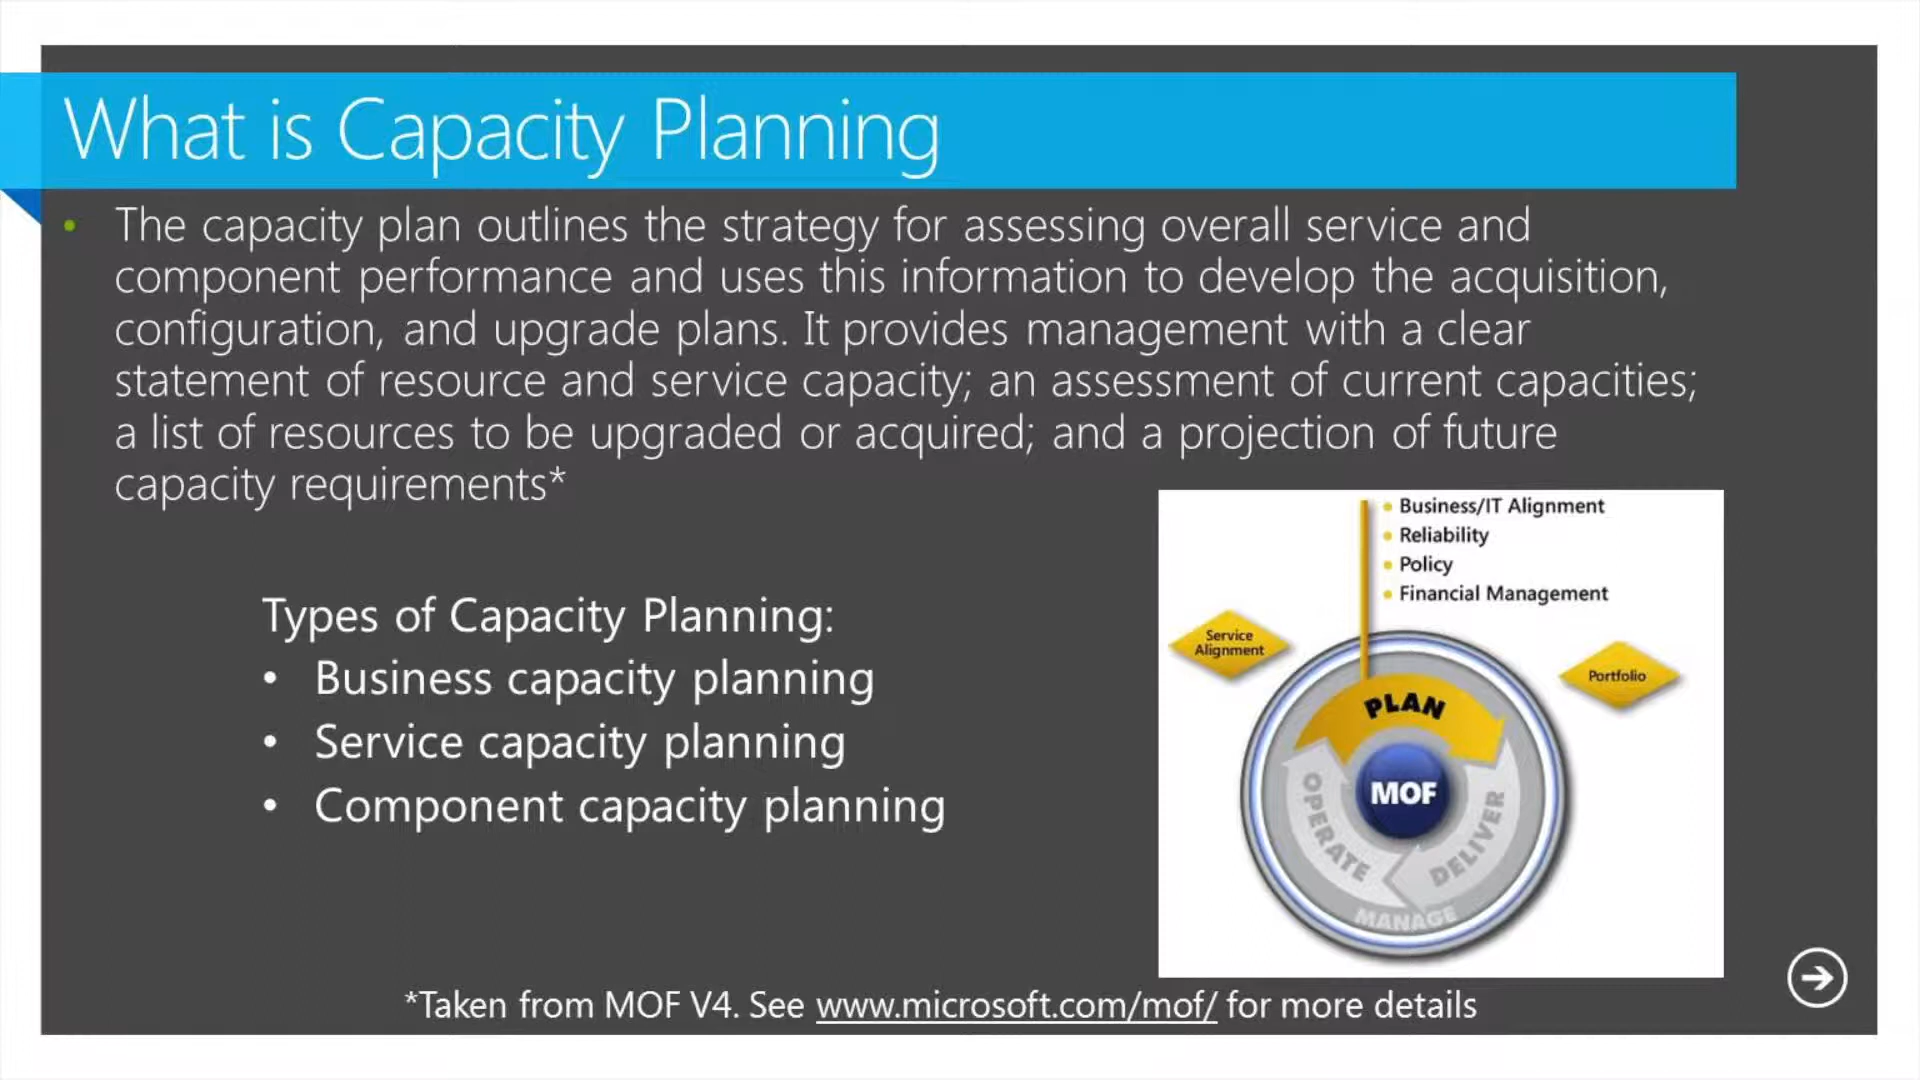 What is Capacity Planning
• The capacity plan outlines the strategy for assessing overall service and
component performance and uses this information to develop the acquisition,
configuration, and upgrade plans. It provides management with a clear
statement of resource and service capacity; an assessment of current capacities;
a list of resources to be upgraded or acquired; and a projection of future
capacity requirements*
Types of Capacity Planning:
• Business capacity planning
• Service capacity planning
• Component capacity planning
• Business/IT Alignment
• Reliability
• Policy
• Financial Management
Service
Alignment
Portfolio
PLAN
MOF
OPERATE
DELIVER
MANAGE
*Taken from MOF V4. See www.microsoft.com/mof/ for more details